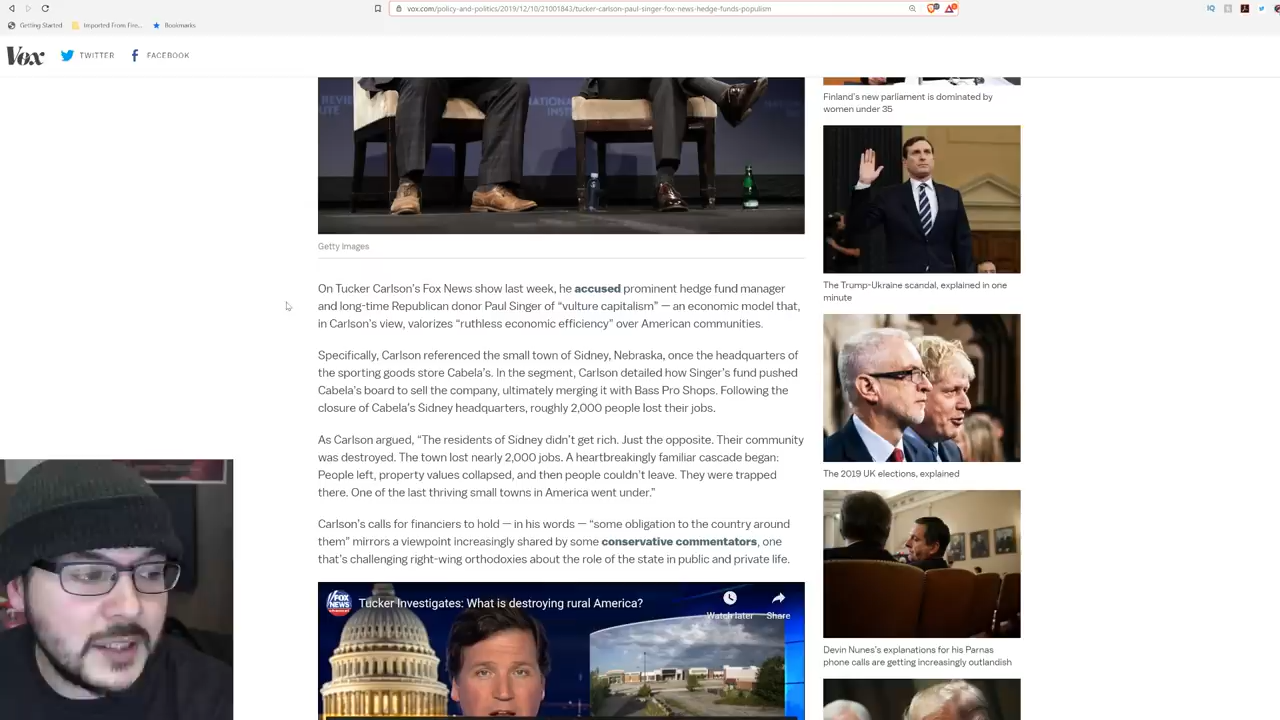 vox.com/policy-and-politics/2019/12/10/21001843/tucker-carlson-paul-singer-fox-news-hedge-funds-populism
IQ
Getting Started
Imported From Fire...
Bookmarks
Vox
TWITTER
FACEBOOK
Getty Images
On Tucker Carlson's Fox News show last week, he accused prominent hedge fund manager
and long-time Republican donor Paul Singer of “vulture capitalism” — an economic model that,
in Carlson's view, valorizes “ruthless economic efficiency” over American communities.
Specifically, Carlson referenced the small town of Sidney, Nebraska, once the headquarters of
the sporting goods store Cabela's. In the segment, Carlson detailed how Singer's fund pushed
Cabela's board to sell the company, ultimately merging it with Bass Pro Shops. Following the
closure of Cabela's Sidney headquarters, roughly 2,000 people lost their jobs.
As Carlson argued, “The residents of Sidney didn't get rich. Just the opposite. Their community
was destroyed. The town lost nearly 2,000 jobs. A heartbreakingly familiar cascade began:
People left, property values collapsed, and then people couldn't leave. They were trapped
there. One of the last thriving small towns in America went under.”
Carlson's calls for financiers to hold — in his words — “some obligation to the country around
them” mirrors a viewpoint increasingly shared by some conservative commentators, one
that's challenging right-wing orthodoxies about the role of the state in public and private life.
FOX NEWS
Tucker Investigates: What is destroying rural America?
Watch later
Share
Finland's new parliament is dominated by
women under 35
The Trump-Ukraine scandal, explained in one
minute
The 2019 UK elections, explained
Devin Nunes's explanations for his Parnas
phone calls are getting increasingly outlandish